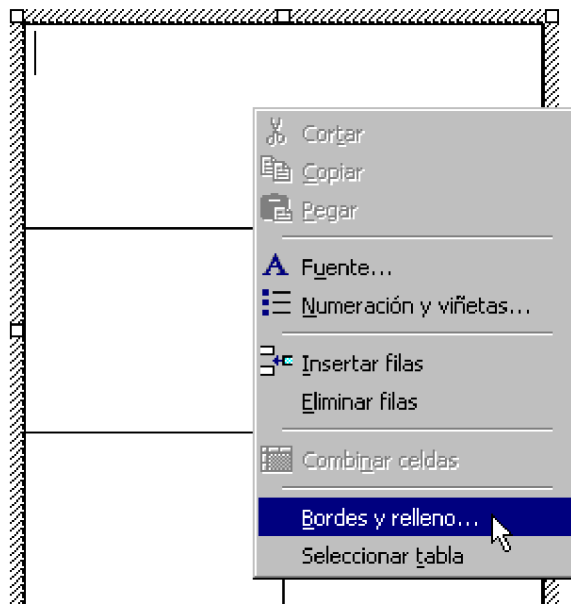 Cortar
Copiar
Pegar
Fuente...
Numeración y viñetas...
Insertar filas
Eliminar filas
Combinar celdas
Bordes y relleno...
Seleccionar tabla